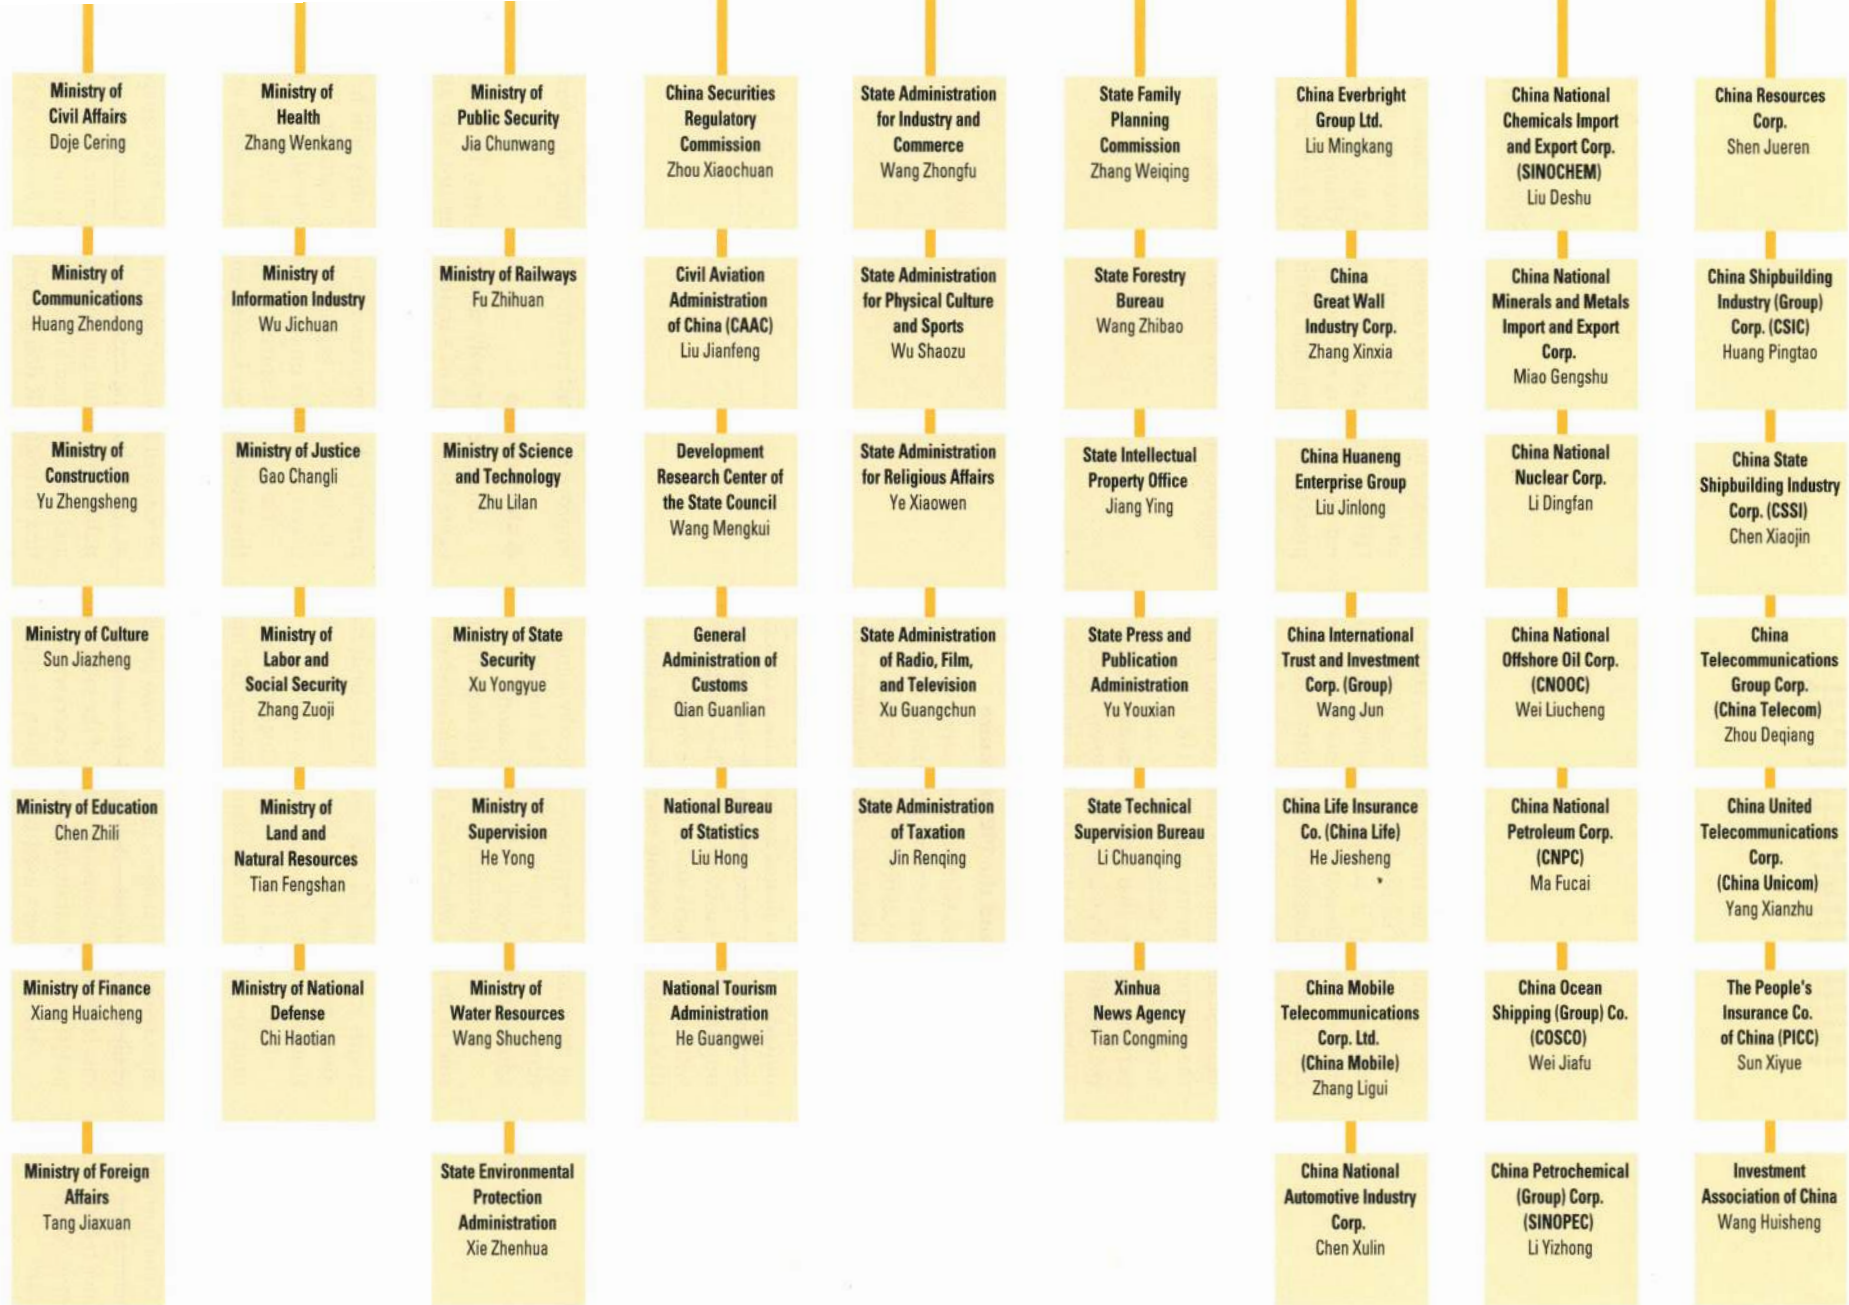 Ministry of
Civil Affairs
Doje Cering
Ministry of
Communications
Huang Zhendong
Ministry of
Construction
Yu Zhengsheng
Ministry of Culture
Sun Jiazheng
Ministry of Education
Chen Zhili
Ministry of Finance
Xiang Huaicheng
Ministry of Foreign
Affairs
Tang Jiaxuan
Ministry of
Health
Zhang Wenkang
Ministry of
Information Industry
Wu Jichuan
Ministry of Justice
Gao Changli
Ministry of
Labor and
Social Security
Zhang Zuoji
Ministry of
Land and
Natural Resources
Tian Fengshan
Ministry of National
Defense
Chi Haotian
Ministry of
Public Security
Jia Chunwang
Ministry of Railways
Fu Zhihuan
Ministry of Science
and Technology
Zhu Lilan
Ministry of State
Security
Xu Yongyue
Ministry of
Supervision
He Yong
Ministry of
Water Resources
Wang Shucheng
State Environmental
Protection
Administration
Xie Zhenhua
China Securities
Regulatory
Commission
Zhou Xiaochuan
Civil Aviation
Administration
of China (CAAC)
Liu Jianfeng
Development
Research Center of
the State Council
Wang Mengkui
General
Administration of
Customs
Qian Guanlian
National Bureau
of Statistics
Liu Hong
National Tourism
Administration
He Guangwei
State Administration
for Industry and
Commerce
Wang Zhongfu
State Administration
for Physical Culture
and Sports
Wu Shaozu
State Administration
for Religious Affairs
Ye Xiaowen
State Administration
of Radio, Film,
and Television
Xu Guangchun
State Administration
of Taxation
Jin Renqing
State Family
Planning
Commission
Zhang Weiqing
State Forestry
Bureau
Wang Zhibao
State Intellectual
Property Office
Jiang Ying
State Press and
Publication
Administration
Yu Youxian
State Technical
Supervision Bureau
Li Chuanqing
Xinhua
News Agency
Tian Congming
China Everbright
Group Ltd.
Liu Mingkang
China
Great Wall
Industry Corp.
Zhang Xinxia
China Huaneng
Enterprise Group
Liu Jinlong
China International
Trust and Investment
Corp. (Group)
Wang Jun
China Life Insurance
Co. (China Life)
He Jiesheng
China Mobile
Telecommunications
Corp. Ltd.
(China Mobile)
Zhang Ligui
China National
Automotive Industry
Corp.
Chen Xulin
China National
Chemicals Import
and Export Corp.
(SINOCHEM)
Liu Deshu
China National
Minerals and Metals
Import and Export
Corp.
Miao Gengshu
China National
Nuclear Corp.
Li Dingfan
China National
Offshore Oil Corp.
(CNOOC)
Wei Liucheng
China National
Petroleum Corp.
(CNPC)
Ma Fucai
China Ocean
Shipping (Group) Co.
(COSCO)
Wei Jiafu
China Petrochemical
(Group) Corp.
(SINOPEC)
Li Yizhong
China Resources
Corp.
Shen Jueren
China Shipbuilding
Industry (Group)
Corp. (CSIC)
Huang Pingtao
China State
Shipbuilding Industry
Corp. (CSSI)
Chen Xiaojin
China
Telecommunications
Group Corp.
(China Telecom)
Zhou Deqiang
China United
Telecommunications
Corp.
(China Unicom)
Yang Xianzhu
The People's
Insurance Co.
of China (PICC)
Sun Xiyue
Investment
Association of China
Wang Huisheng